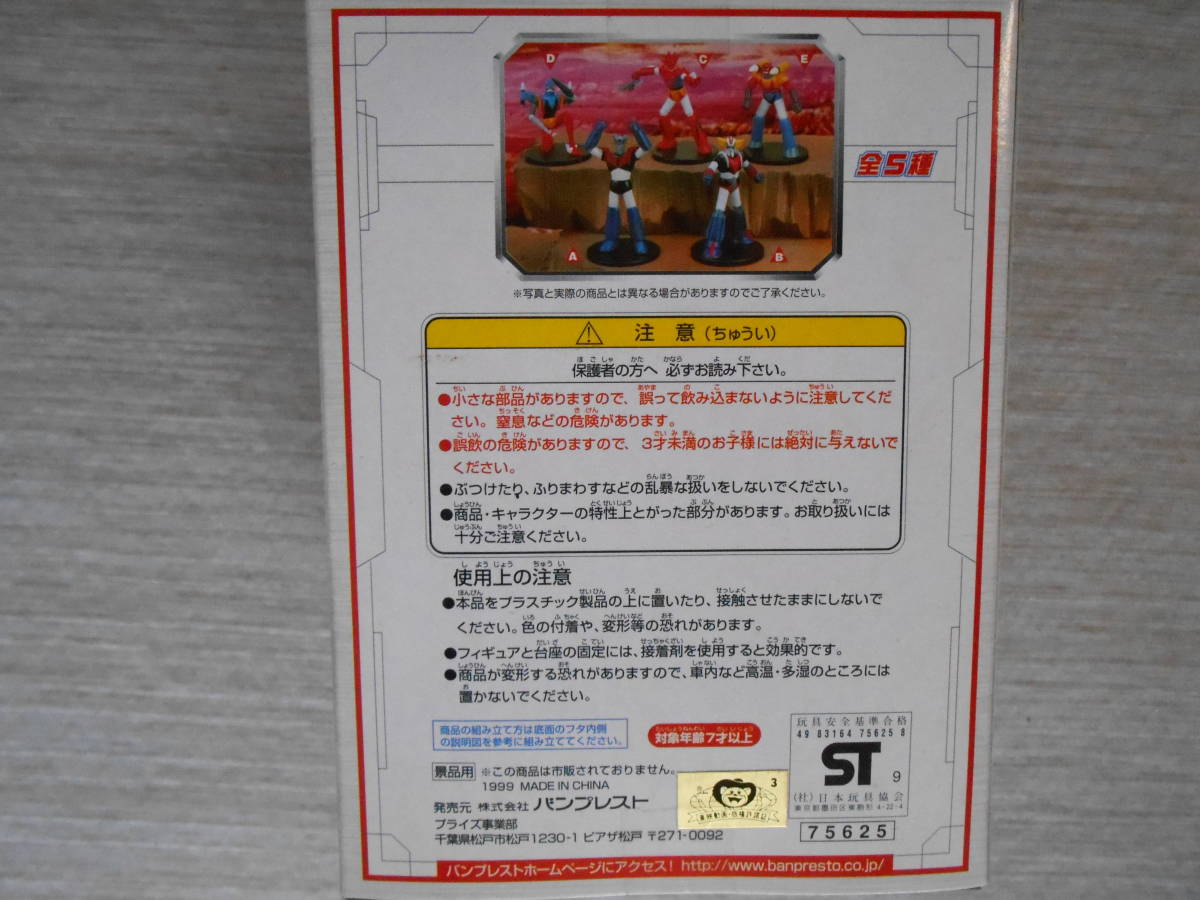 D
C
E
A
B
全5種
※写真と実際の商品とは異なる場合がありますのでご了承ください。
注意（ちゅうい）
保護者の方へ 必ずお読み下さい。
●小さな部品がありますので、誤って飲み込まないように注意してくだ
さい。窒息などの危険があります。
●誤飲の危険がありますので、3才未満のお子様には絶対に与えないで
ください。
●ぶつけたり、ふりまわすなどの乱暴な扱いをしないでください。
●商品・キャラクターの特性上とがった部分があります。お取り扱いには
十分ご注意ください。
使用上の注意
●本品をプラスチック製品の上に置いたり、接触させたままにしないで
ください。色の付着や、変形等の恐れがあります。
●フィギュアと台座の固定には、接着剤を使用すると効果的です。
●商品が変形する恐れがありますので、車内など高温・多湿のところには
置かないでください。
商品の組み立て方は底面のフタ内側
の説明図を参考に組み立ててください。
対象年齢7才以上
玩具安全基準合格
49 83164 75625 8
ST 9
(社)日本玩具協会
東京都墨田区東駒形 4-22-4
75625
景品用 ※この商品は市販されておりません。
1999 MADE IN CHINA
発売元 株式会社 バンプレスト
プライズ事業部
千葉県松戸市松戸1230-1 ピアザ松戸 〒271-0092
3
バンプレストホームページにアクセス! http://www.banpresto.co.jp/